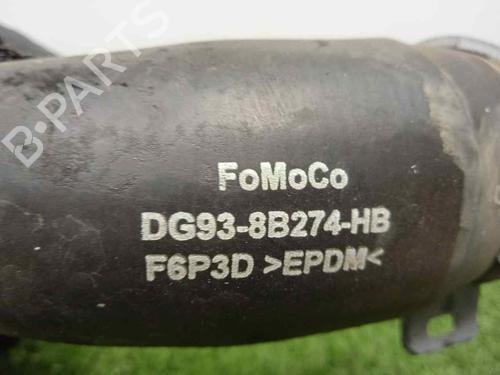 B-PARTS
FoMoCo
DG93-8B274-HB
F6P3D >EPDM<